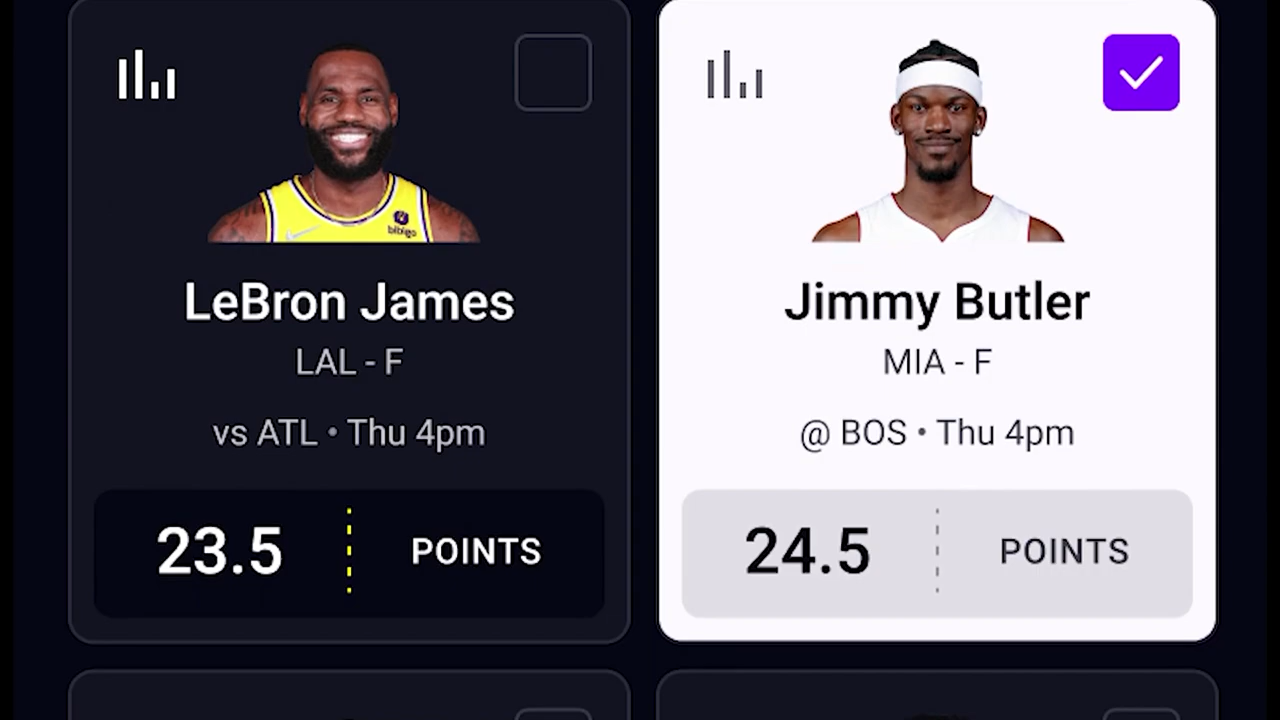 bibigo
LeBron James
LAL - F
vs ATL • Thu 4pm
23.5
POINTS
Jimmy Butler
MIA - F
@ BOS • Thu 4pm
24.5
POINTS